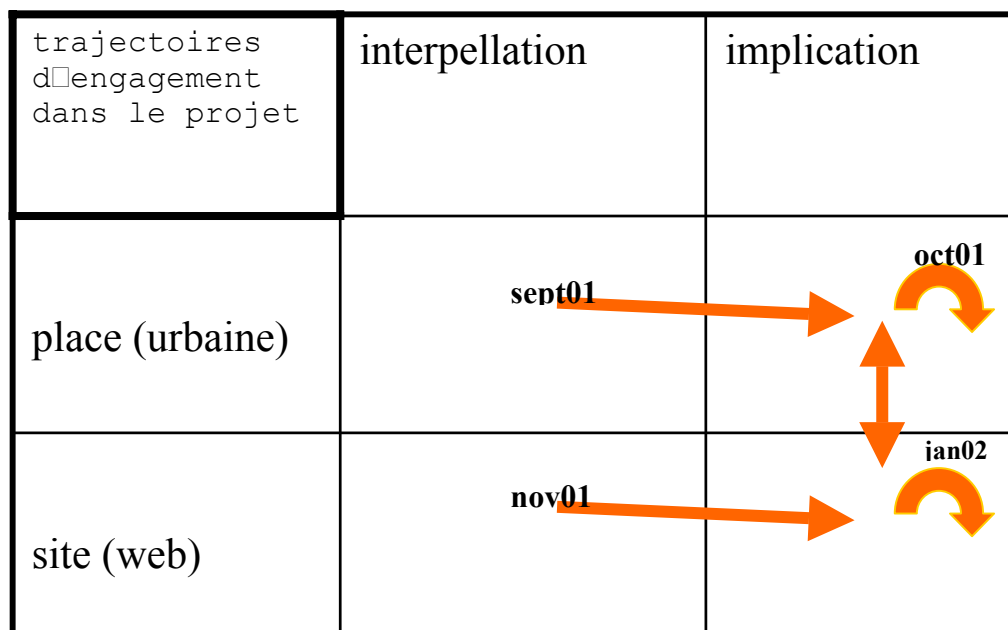 trajectoires
d□engagement
dans le projet
interpellation
implication
place (urbaine)
sept01
oct01
site (web)
nov01
jan02